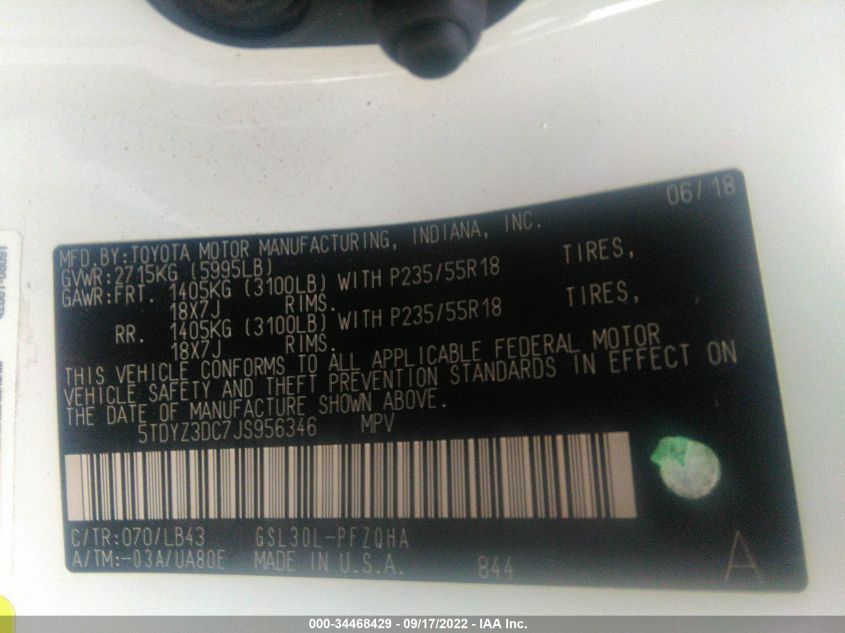 06/18
MFD.BY:TOYOTA MOTOR MANUFACTURING, INDIANA, INC.
GVWR:2715KG (5995LB)
GAWR:FRT. 1405KG (3100LB) WITH P235/55R18 TIRES,
18X7J RIMS.
RR. 1405KG (3100LB) WITH P235/55R18 TIRES,
18X7J RIMS.
THIS VEHICLE CONFORMS TO ALL APPLICABLE FEDERAL MOTOR
VEHICLE SAFETY AND THEFT PREVENTION STANDARDS IN EFFECT ON
THE DATE OF MANUFACTURE SHOWN ABOVE.
5TDYZ3DC7JS956346 MPV
C/TR:070/LB43 GSL30L-PFZQHA
A/TM:-03A/UA80E MADE IN U.S.A. 844 A
000-34468429 - 09/17/2022 - IAA Inc.